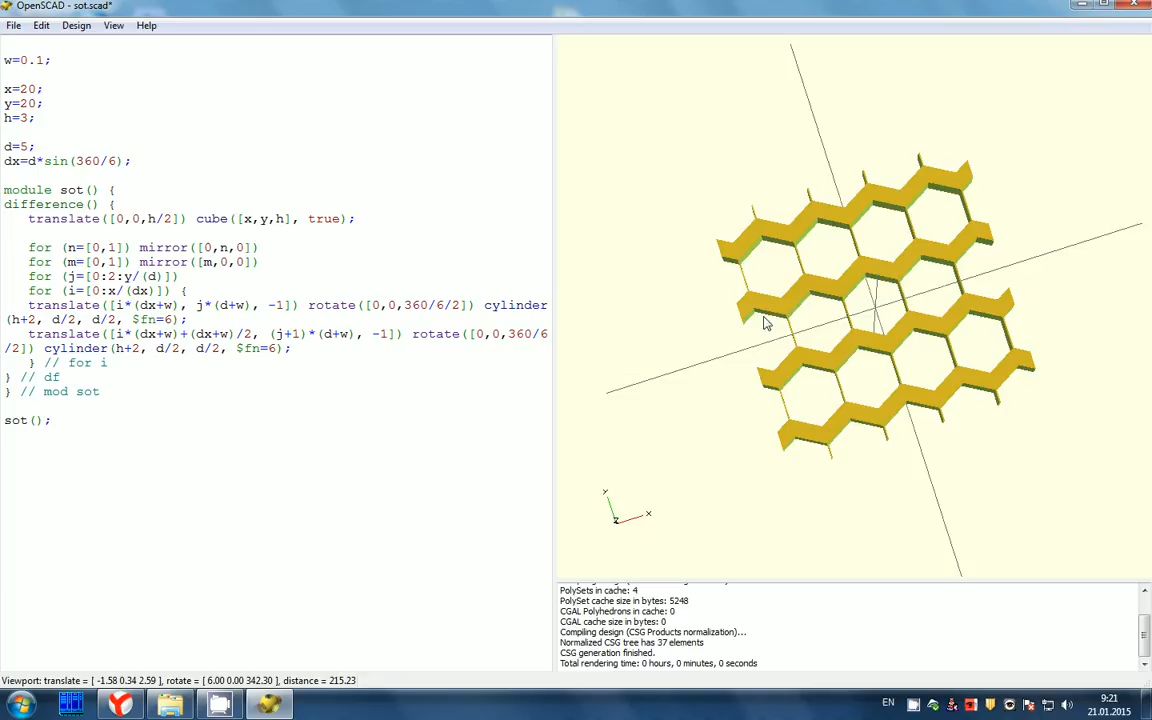 OpenSCAD - sot.scad*
File Edit Design View Help
w=0.1;
x=20;
y=20;
h=3;
d=5;
dx=d*sin(360/6);
module sot() {
difference() {
translate([0,0,h/2]) cube([x,y,h], true);
for (n=[0,1]) mirror([0,n,0])
for (m=[0,1]) mirror([m,0,0])
for (j=[0:2:y/(d)])
for (i=[0:x/(dx)]) {
translate([i*(dx+w), j*(d+w), -1]) rotate([0,0,360/6/2]) cylinder
(h+2, d/2, d/2, $fn=6);
translate([i*(dx+w)+(dx+w)/2, (j+1)*(d+w), -1]) rotate([0,0,360/6
/2]) cylinder(h+2, d/2, d/2, $fn=6);
} // for i
} // df
} // mod sot
sot();
Y
X
Z
PolySets in cache: 4
PolySet cache size in bytes: 5248
CGAL Polyhedrons in cache: 0
CGAL cache size in bytes: 0
Compiling design (CSG Products normalization)...
Normalized CSG tree has 37 elements
CSG generation finished.
Total rendering time: 0 hours, 0 minutes, 0 seconds
Viewport: translate = [ -1.58 0.34 2.59 ], rotate = [ 6.00 0.00 342.30 ], distance = 215.23
EN
9:21
21.01.2015